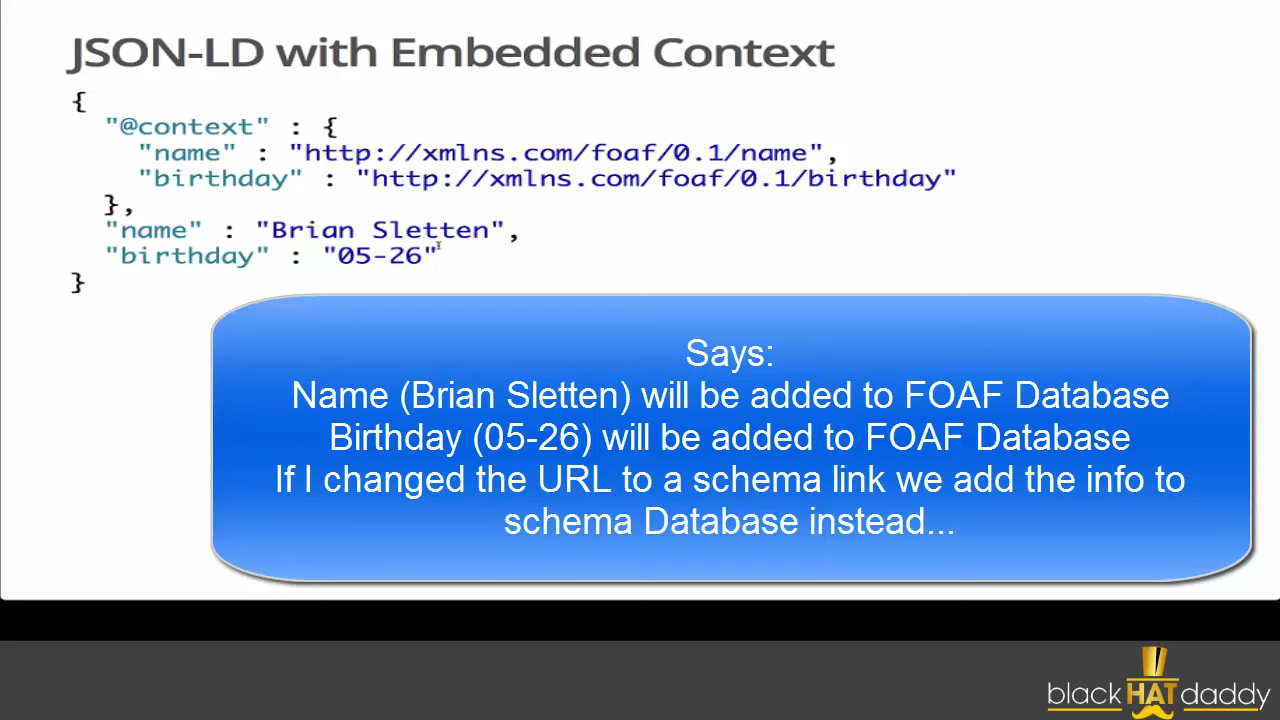 JSON-LD with Embedded Context
{
"@context" : {
"name" : "http://xmlns.com/foaf/0.1/name",
"birthday" : "http://xmlns.com/foaf/0.1/birthday"
},
"name" : "Brian Sletten",
"birthday" : "05-26"
}
Says:
Name (Brian Sletten) will be added to FOAF Database
Birthday (05-26) will be added to FOAF Database
If I changed the URL to a schema link we add the info to
schema Database instead...
blackHATdaddy